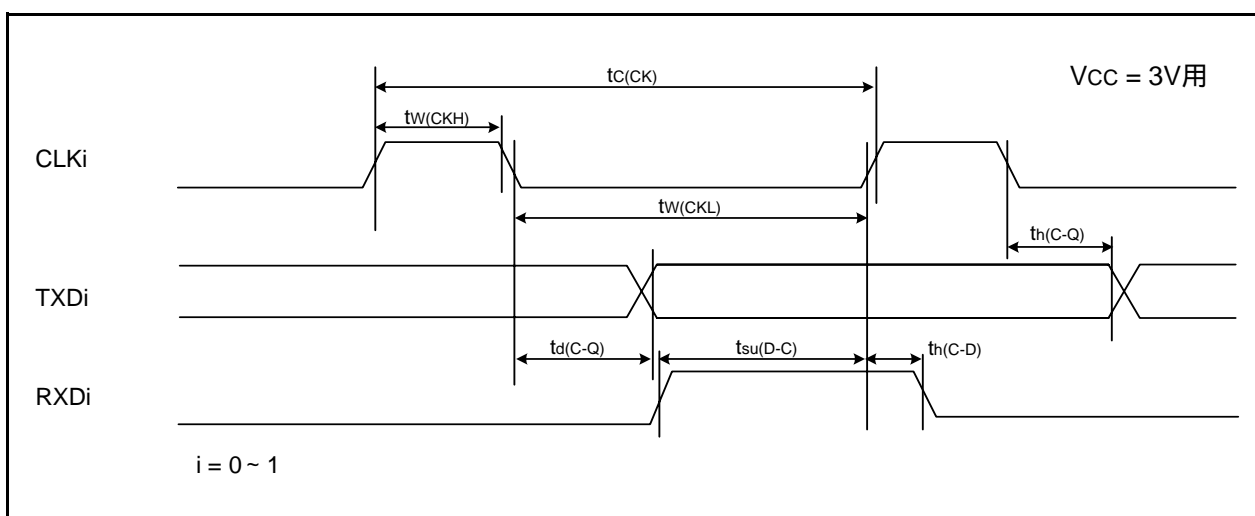 tC(CK)
VCC = 3V用
tW(CKH)
CLKi
tW(CKL)
th(C-Q)
TXDi
td(C-Q)
tsu(D-C)
th(C-D)
RXDi
i = 0 ~ 1